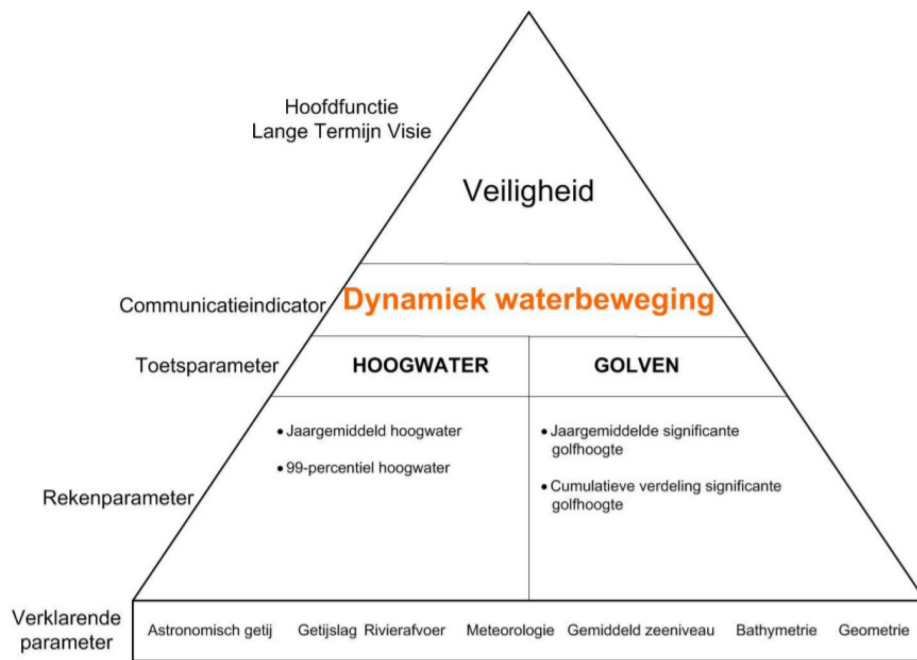 Hoofdfunctie
Lange Termijn Visie
Veiligheid
Communicatieindicator
Dynamiek waterbeweging
Toetsparameter
HOOGWATER
GOLVEN
Rekenparameter
• Jaargemiddeld hoogwater
• 99-percentiel hoogwater
• Jaargemiddelde significante
golfhoogte
• Cumulatieve verdeling significante
golfhoogte
Verklarende
parameter
Astronomisch getij Getijslag Rivierafvoer Meteorologie Gemiddeld zeeniveau Bathymetrie Geometrie